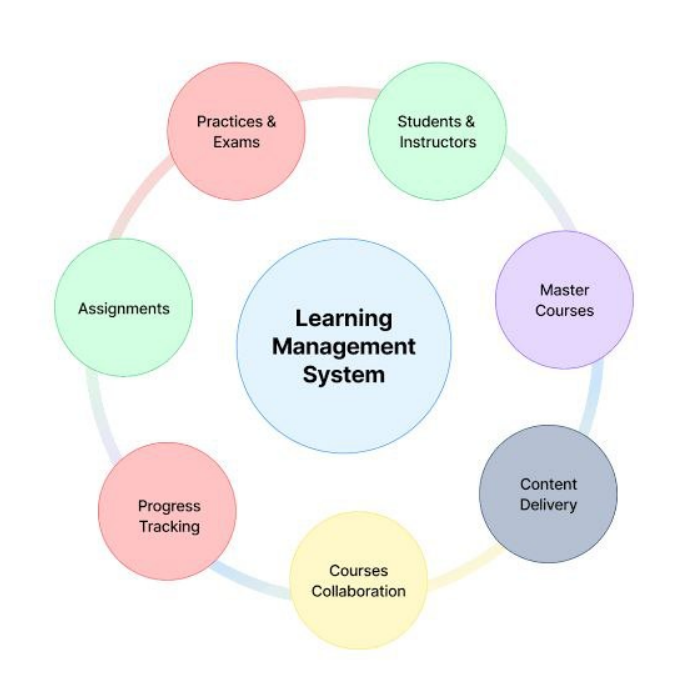 Practices &
Exams
Students &
Instructors
Master
Courses
Assignments
Learning
Management
System
Content
Delivery
Progress
Tracking
Courses
Collaboration